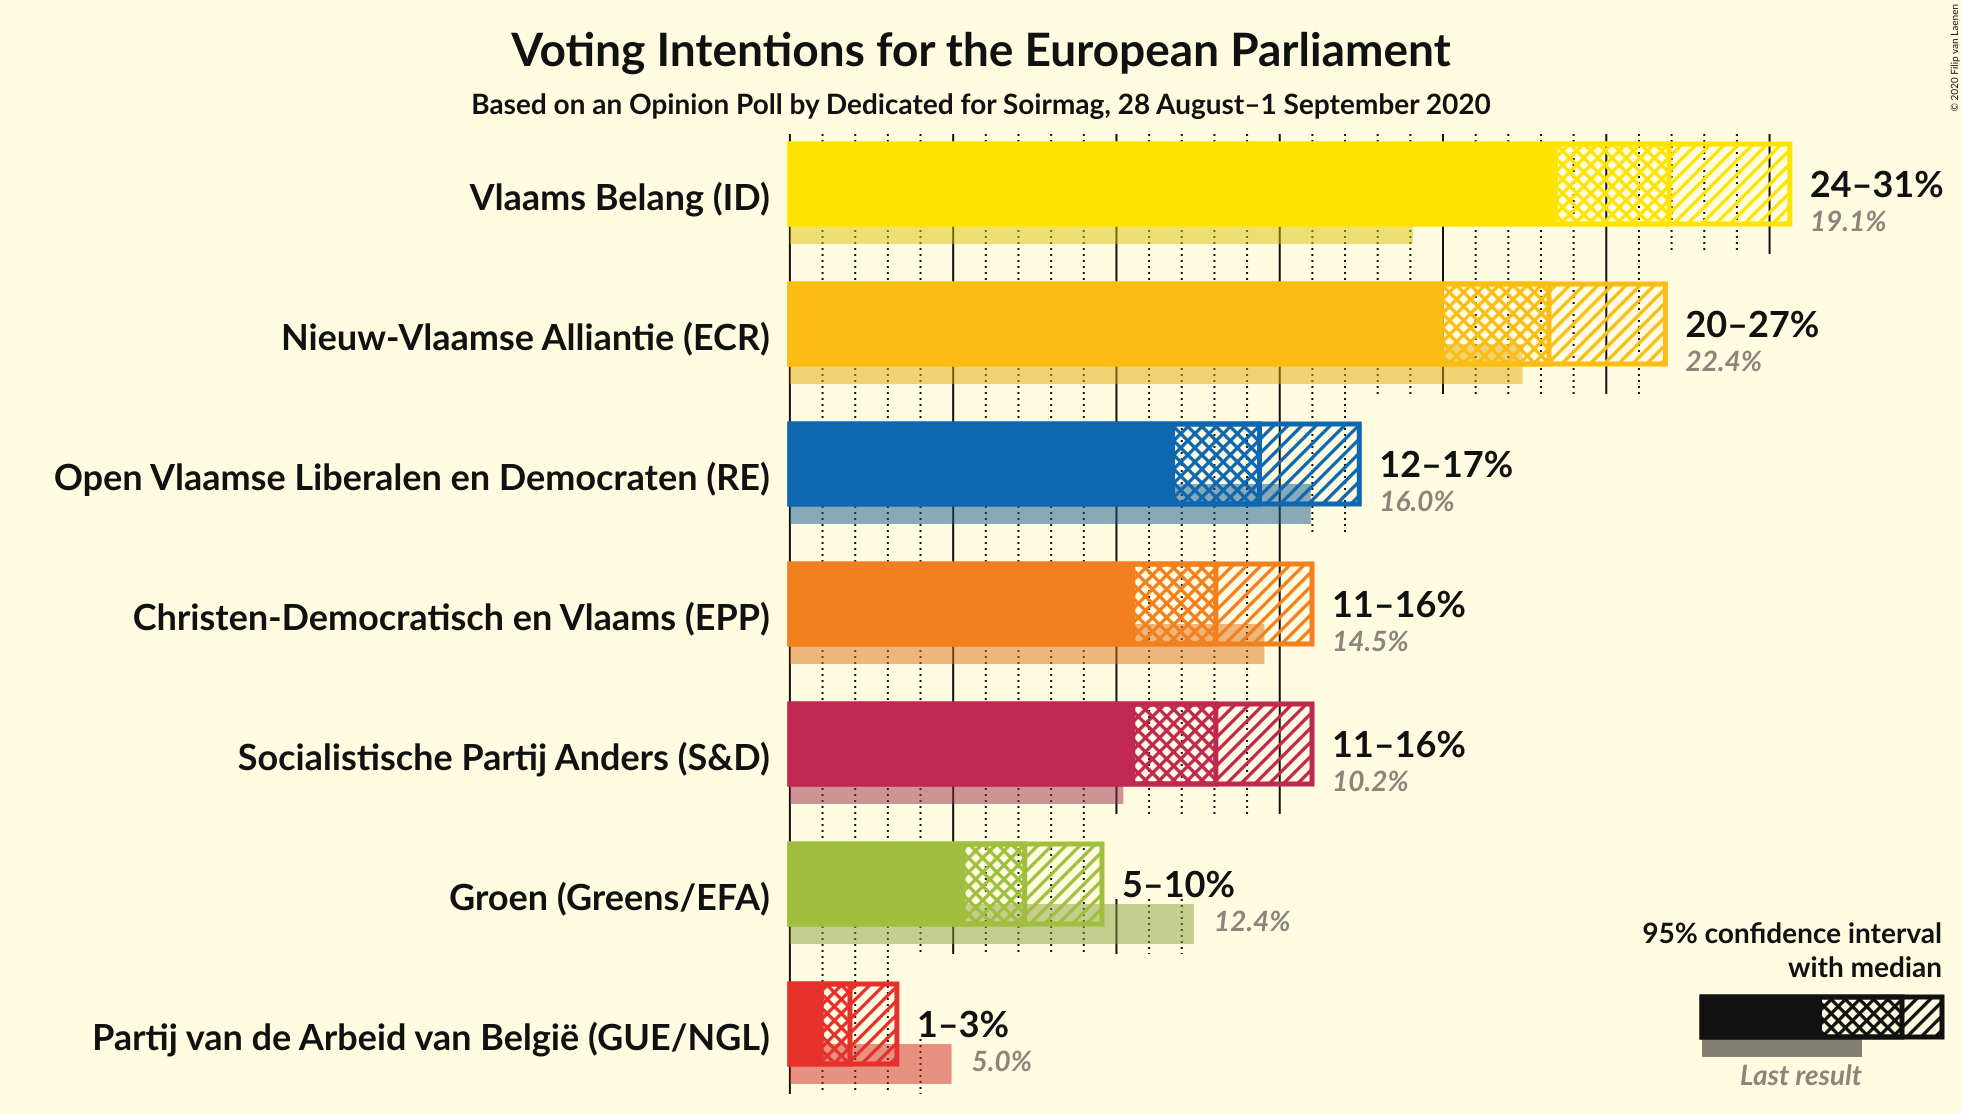 Voting Intentions for the European Parliament
Based on an Opinion Poll by Dedicated for Soirmag, 28 August–1 September 2020
© 2020 Filip van Laenen
Vlaams Belang (ID)
24–31%
19.1%
Nieuw-Vlaamse Alliantie (ECR)
20–27%
22.4%
Open Vlaamse Liberalen en Democraten (RE)
12–17%
16.0%
Christen-Democratisch en Vlaams (EPP)
11–16%
14.5%
Socialistische Partij Anders (S&D)
11–16%
10.2%
Groen (Greens/EFA)
5–10%
12.4%
Partij van de Arbeid van België (GUE/NGL)
1–3%
5.0%
95% confidence interval
with median
Last result